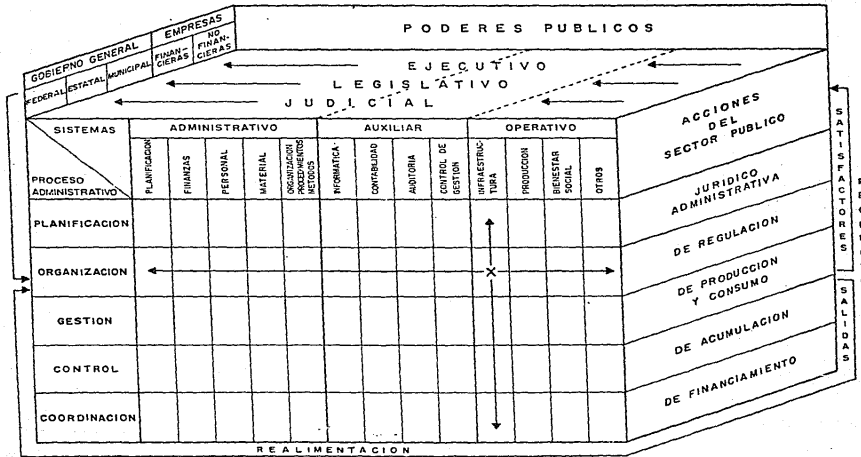 PODERES PUBLICOS
EMPRESAS
GOBIERNO GENERAL
FINAN-
CIERAS
NO
FINAN-
CIERAS
FEDERAL
ESTATAL
MUNICIPAL
EJECUTIVO
LEGISLATIVO
JUDICIAL
SISTEMAS
PROCESO
ADMINISTRATIVO
ADMINISTRATIVO
AUXILIAR
OPERATIVO
PLANIFICACION
FINANZAS
PERSONAL
MATERIAL
ORGANIZACION
PROCEDIMIENTOS
METODOS
INFORMATICA
CONTABILIDAD
AUDITORIA
CONTROL DE
GESTION
INFRAESTRUC-
TURA
PRODUCCION
BIENESTAR
SOCIAL
OTROS
PLANIFICACION
ORGANIZACION
X
GESTION
CONTROL
COORDINACION
ACCIONES
DEL
SECTOR PUBLICO
JURIDICO
ADMINISTRATIVA
DE REGULACION
DE PRODUCCION
Y CONSUMO
DE ACUMULACION
DE FINANCIAMIENTO
SATISFACTORES
SALIDAS
REALIMENTACION